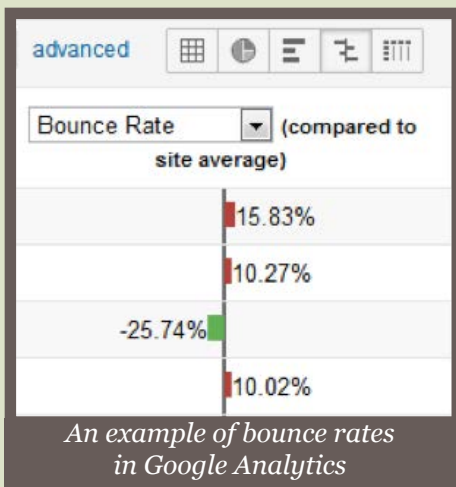 advanced
Bounce Rate (compared to
site average)
15.83%
10.27%
-25.74%
10.02%
An example of bounce rates
in Google Analytics